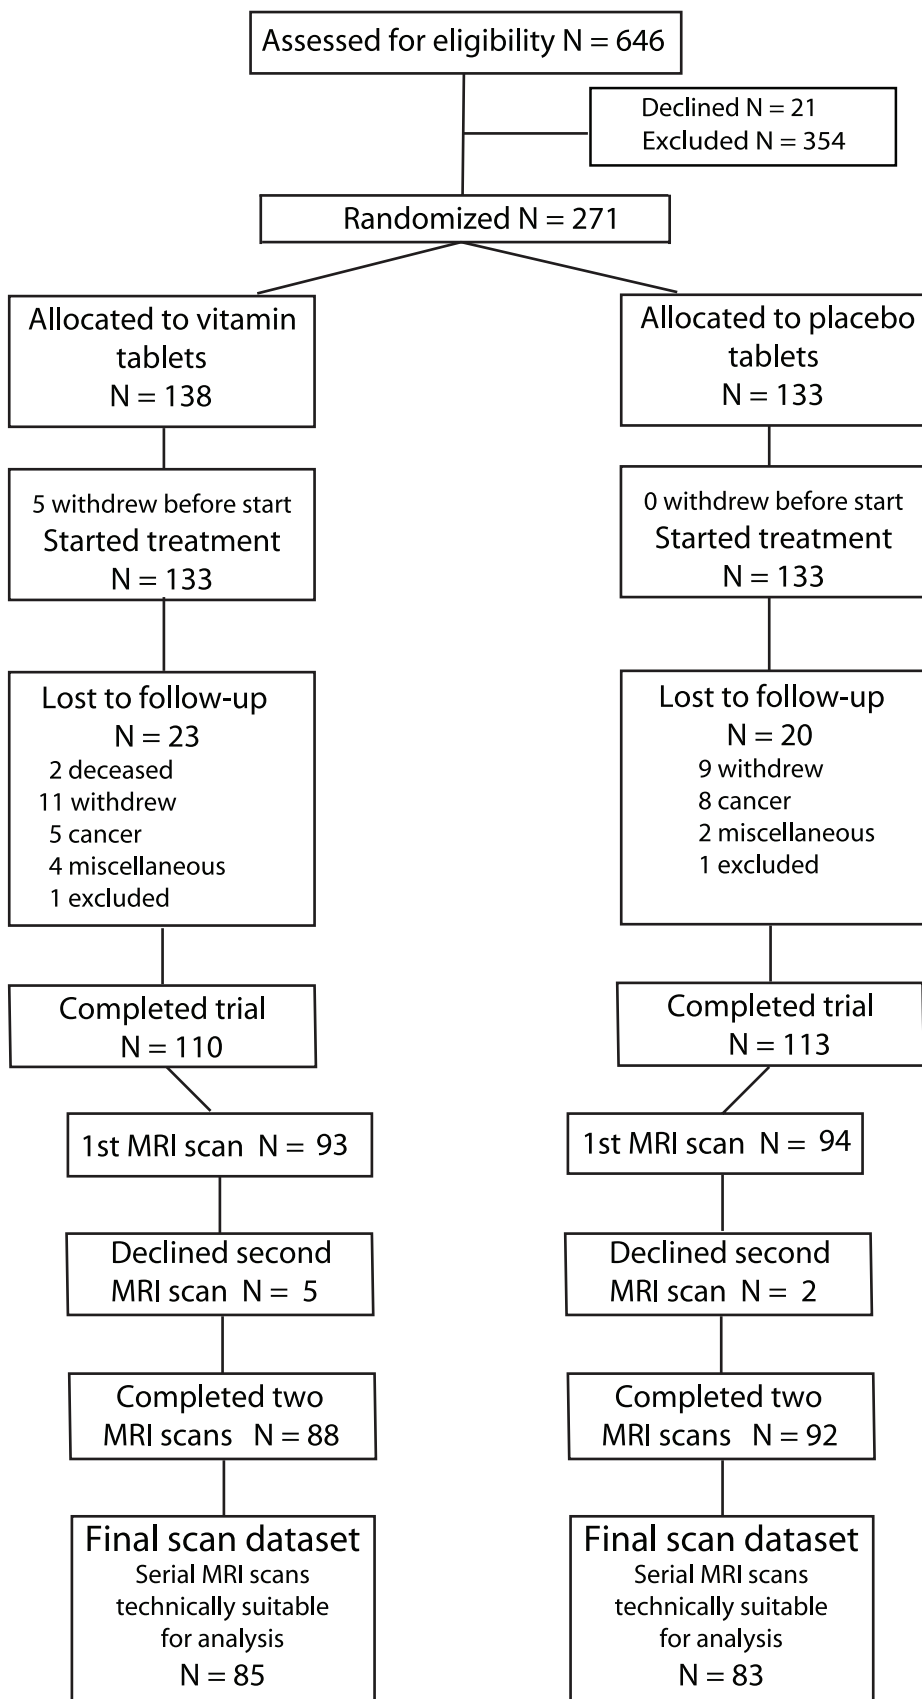 Assessed for eligibility N = 646
Declined N = 21
Excluded N = 354
Randomized N = 271
Allocated to vitamin
tablets
N = 138
Allocated to placebo
tablets
N = 133
5 withdrew before start
Started treatment
N = 133
0 withdrew before start
Started treatment
N = 133
Lost to follow-up
N = 23
2 deceased
11 withdrew
5 cancer
4 miscellaneous
1 excluded
Lost to follow-up
N = 20
9 withdrew
8 cancer
2 miscellaneous
1 excluded
Completed trial
N = 110
Completed trial
N = 113
1st MRI scan N = 93
1st MRI scan N = 94
Declined second
MRI scan N = 5
Declined second
MRI scan N = 2
Completed two
MRI scans N = 88
Completed two
MRI scans N = 92
Final scan dataset
Serial MRI scans
technically suitable
for analysis
N = 85
Final scan dataset
Serial MRI scans
technically suitable
for analysis
N = 83